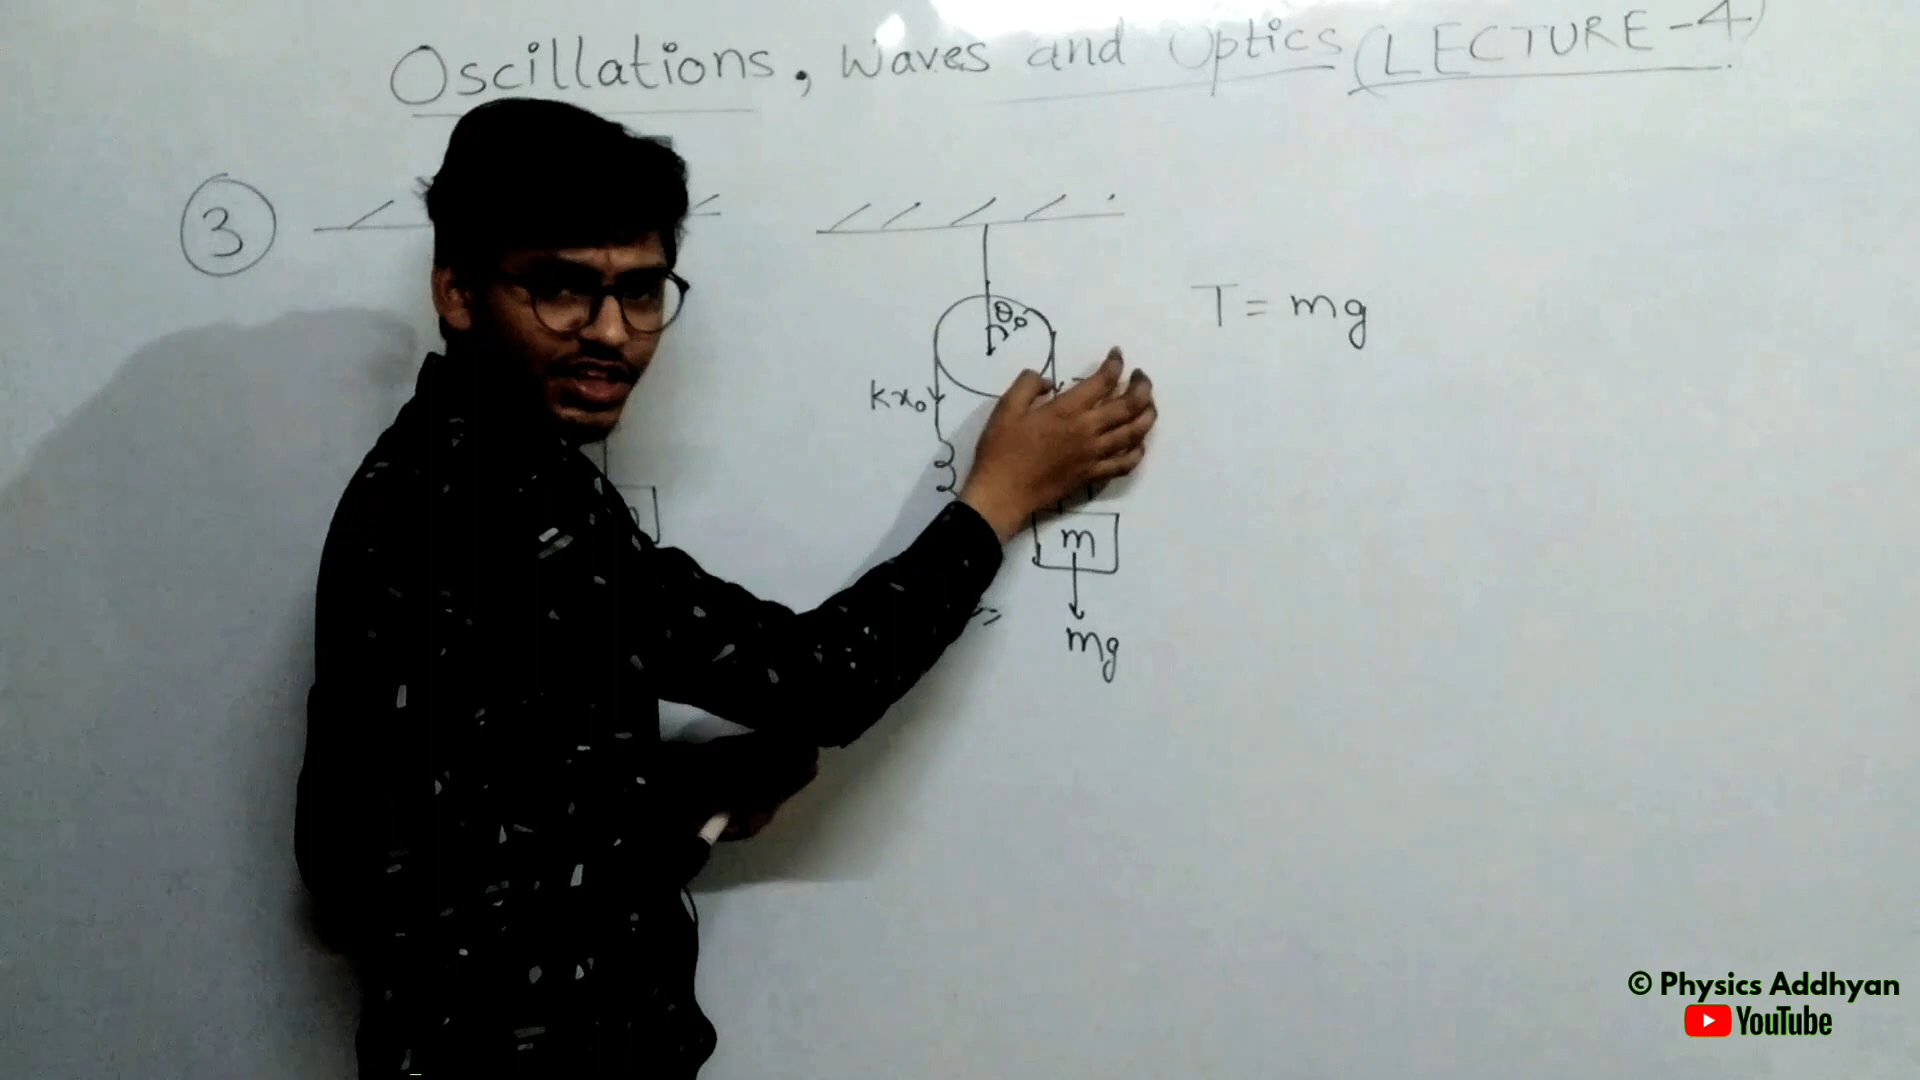 Oscillations, Waves and Optics (LECTURE-4)
3
θ₀
T = mg
kx₀
m
mg
© Physics Addhyan
YouTube